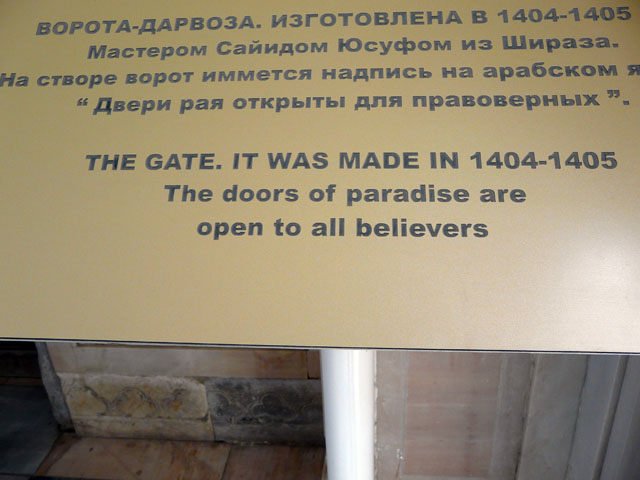 ВОРОТА-ДАРВОЗА. ИЗГОТОВЛЕНА В 1404-1405
Мастером Сайидом Юсуфом из Шираза.
На створе ворот иммется надпись на арабском я
“ Двери рая открыты для правоверных ”.
THE GATE. IT WAS MADE IN 1404-1405
The doors of paradise are
open to all believers